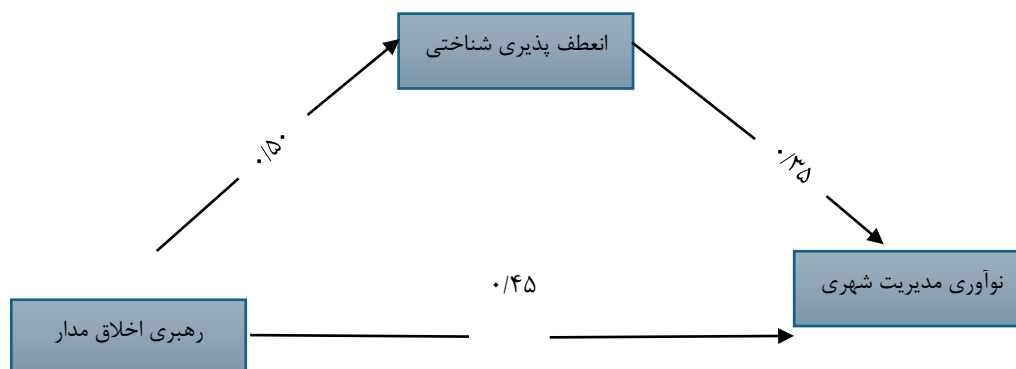 انعطف پذیری شناختی
۰/۵۰
۰/۳۵
۰/۴۵
نوآوری مدیریت شهری
رهبری اخلاق مدار